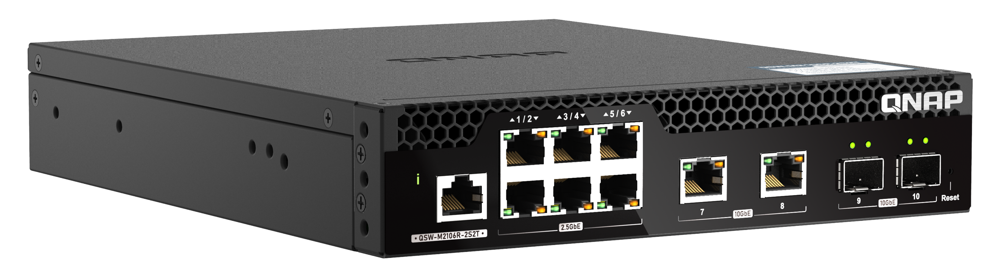 QNAP
QNAP
▲1/2▼ ▲3/4▼ ▲5/6▼
i
QSW-M2106R-2S2T
2.5GbE
7 10GbE 8
9 10GbE 10
Reset